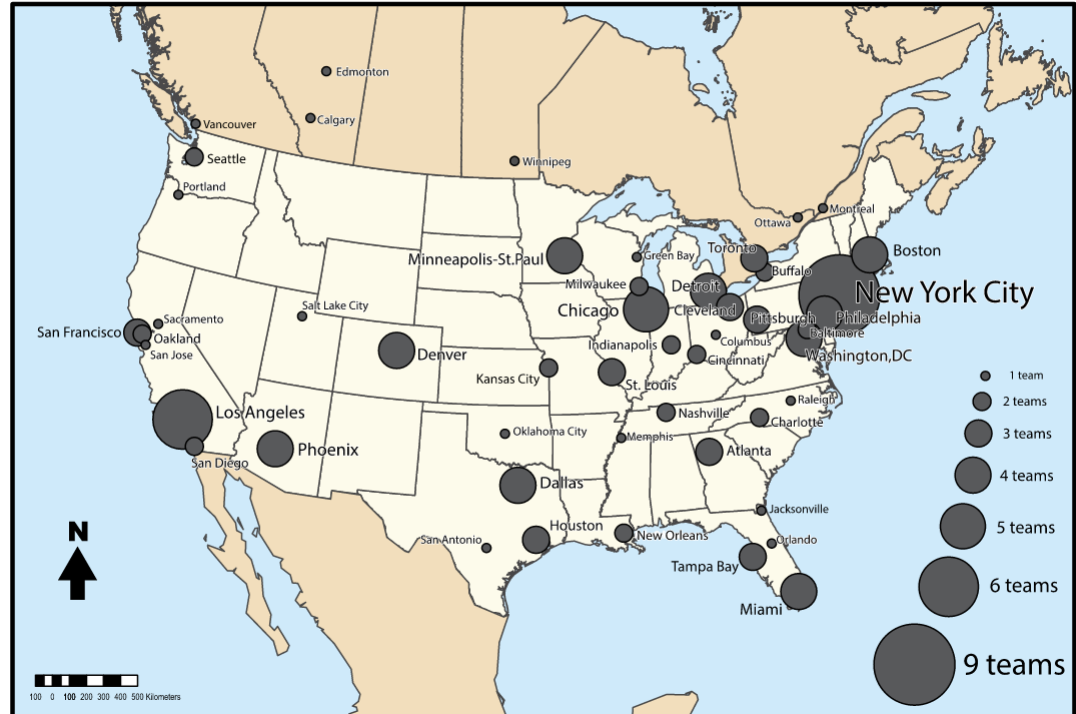 Edmonton
Calgary
Vancouver
Seattle
Winnipeg
Portland
Montreal
Ottawa
Boston
Toronto
Green Bay
Minneapolis-St.Paul
Buffalo
Milwaukee
Detroit
New York City
Salt Lake City
Chicago
Cleveland
Pittsburgh
Philadelphia
Sacramento
San Francisco
Oakland
Baltimore
Columbus
Indianapolis
San Jose
Denver
Cincinnati
Washington,DC
Kansas City
St. Louis
1 team
Raleigh
2 teams
Los Angeles
Nashville
Charlotte
Oklahoma City
Memphis
3 teams
Phoenix
Atlanta
San Diego
4 teams
Dallas
Jacksonville
Houston
5 teams
N
New Orleans
San Antonio
Orlando
Tampa Bay
6 teams
Miami
9 teams
100 0 100 200 300 400 500 Kilometers